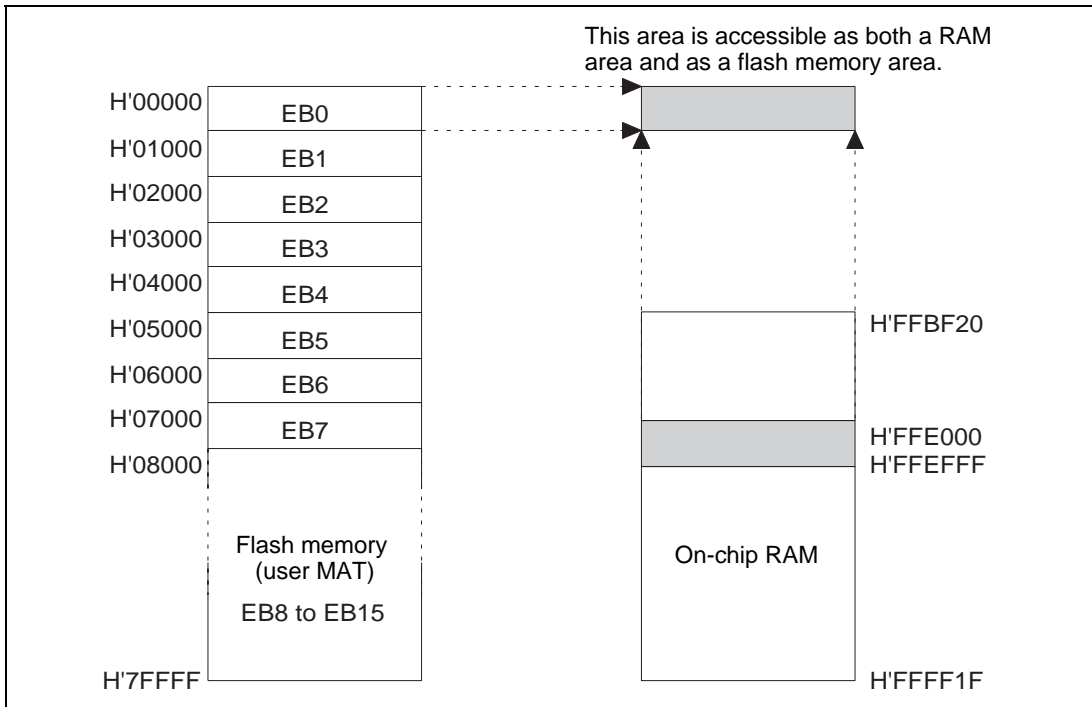 This area is accessible as both a RAM
area and as a flash memory area.
H'00000
EB0
H'01000
EB1
H'02000
EB2
H'03000
EB3
H'04000
EB4
H'05000
EB5
H'06000
EB6
H'07000
EB7
H'08000
Flash memory
(user MAT)
EB8 to EB15
H'7FFFF
H'FFBF20
H'FFE000
H'FFEFFF
On-chip RAM
H'FFFF1F